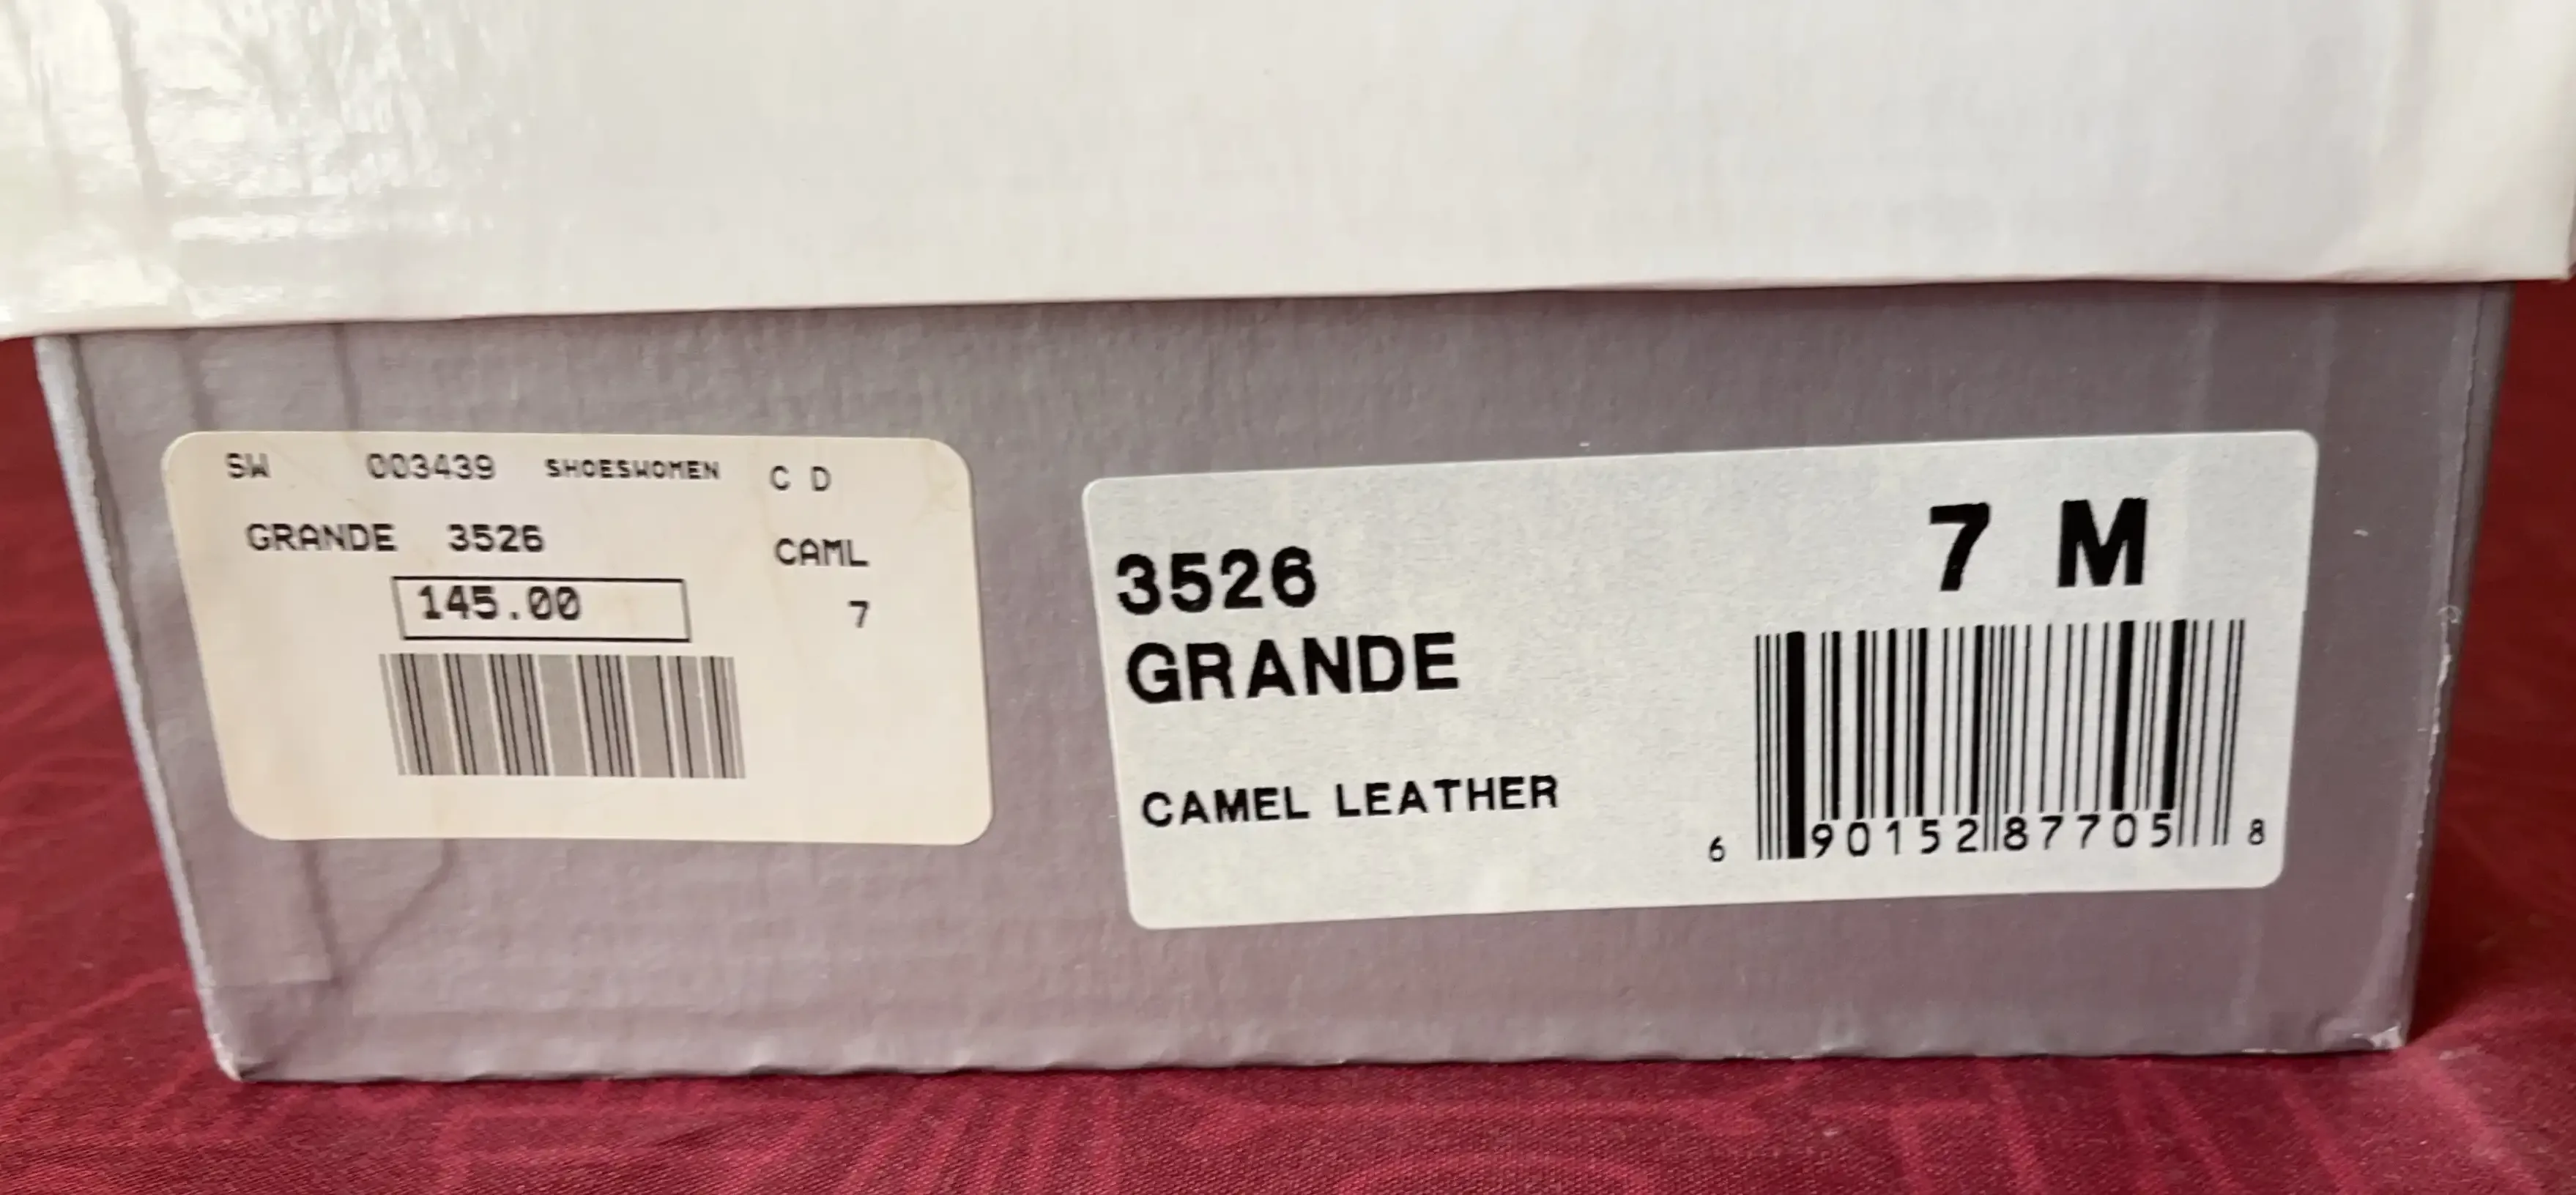 SW 003439 SHOESWOMEN C D
GRANDE 3526 CAML
145.00
7
7 M
3526
GRANDE
CAMEL LEATHER
6 90152 87705 8